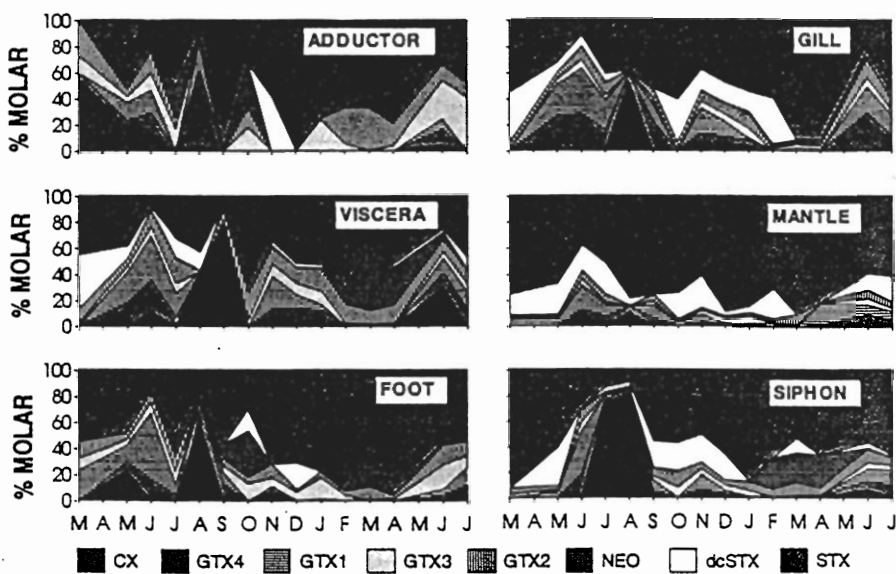 100
80
60
40
20
0
% MOLAR
ADDUCTOR
GILL
100
80
60
40
20
0
% MOLAR
VISCERA
MANTLE
100
80
60
40
20
0
% MOLAR
FOOT
SIPHON
M A M J J A S O N D J F M A M J J
M A M J J A S O N D J F M A M J J
CX GTX4 GTX1 GTX3 GTX2 NEO dcSTX STX